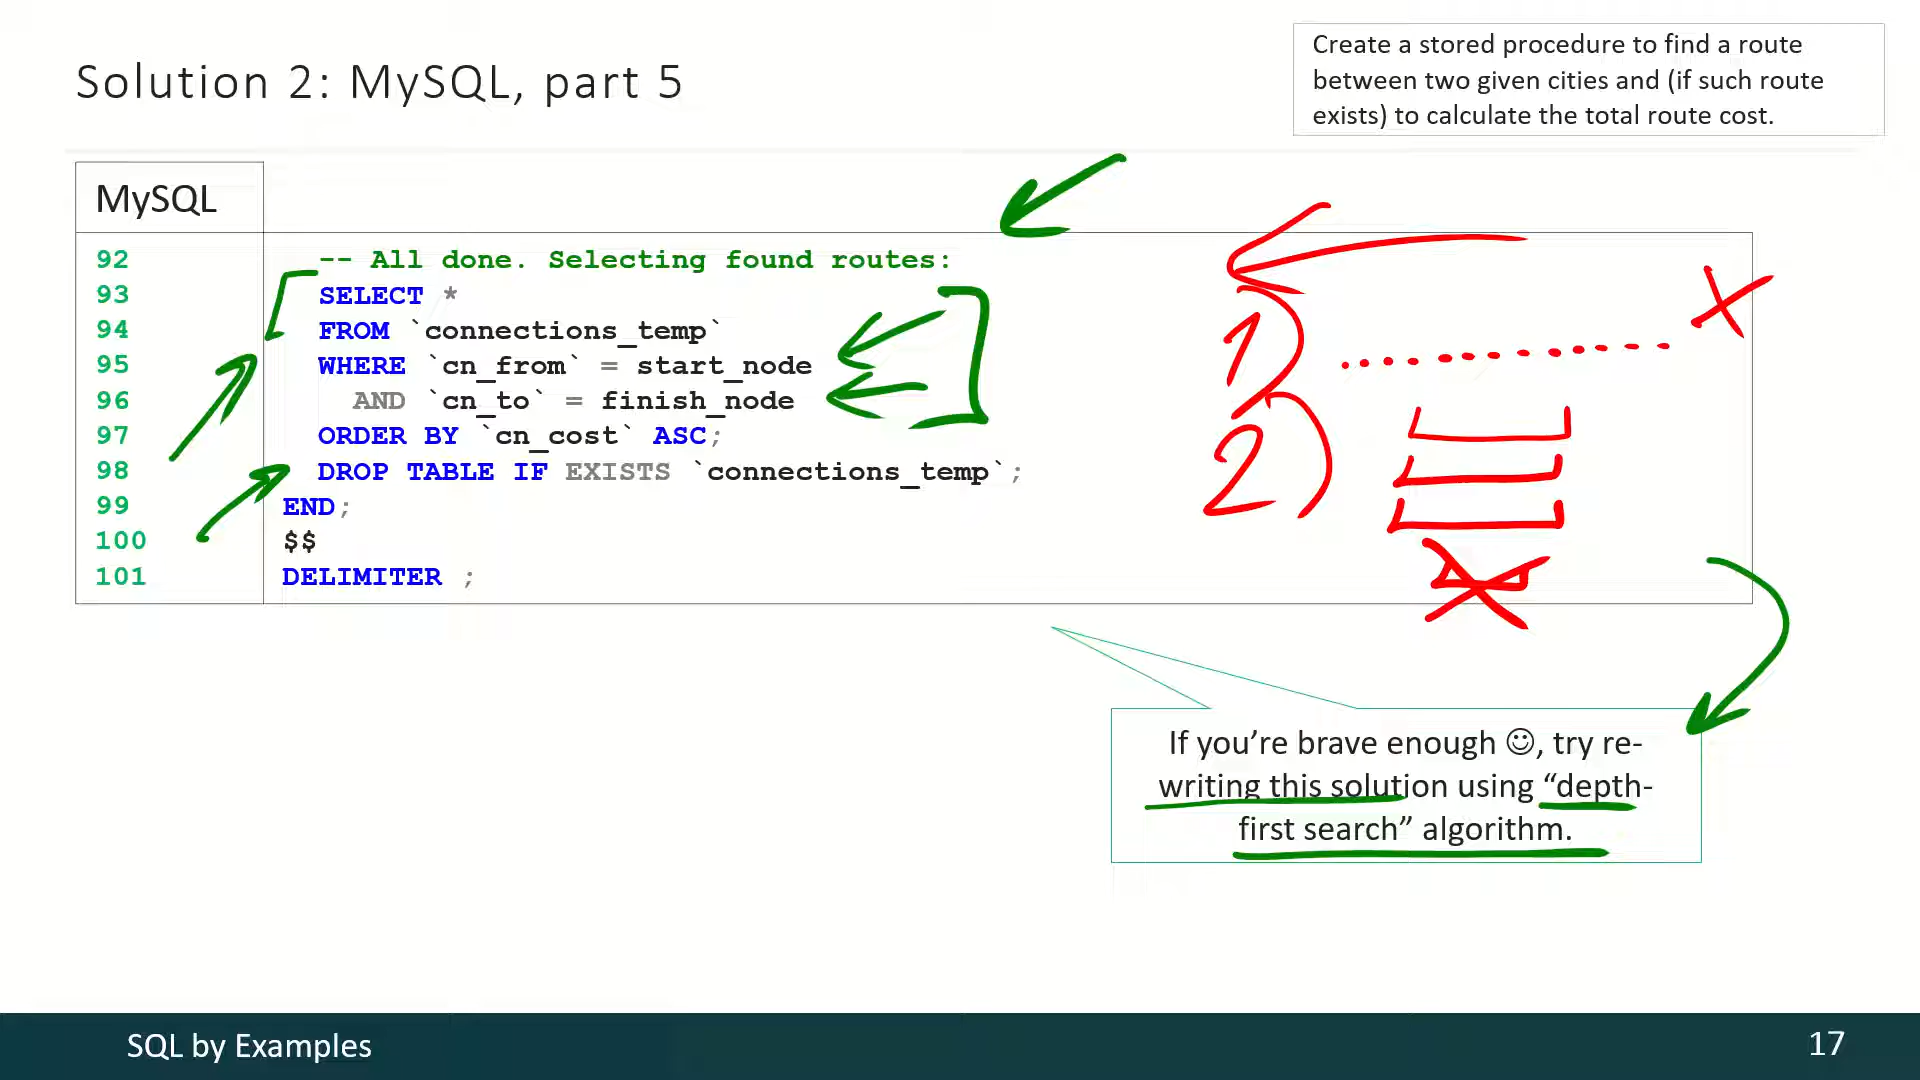 Solution 2: MySQL, part 5
Create a stored procedure to find a route
between two given cities and (if such route
exists) to calculate the total route cost.
MySQL
92 -- All done. Selecting found routes:
93 SELECT *
94 FROM `connections_temp`
95 WHERE `cn_from` = start_node
96 AND `cn_to` = finish_node
97 ORDER BY `cn_cost` ASC;
98 DROP TABLE IF EXISTS `connections_temp`;
99 END;
100 $$
101 DELIMITER ;
1)
2)
If you’re brave enough ☺, try re-
writing this solution using “depth-
first search” algorithm.
SQL by Examples
17